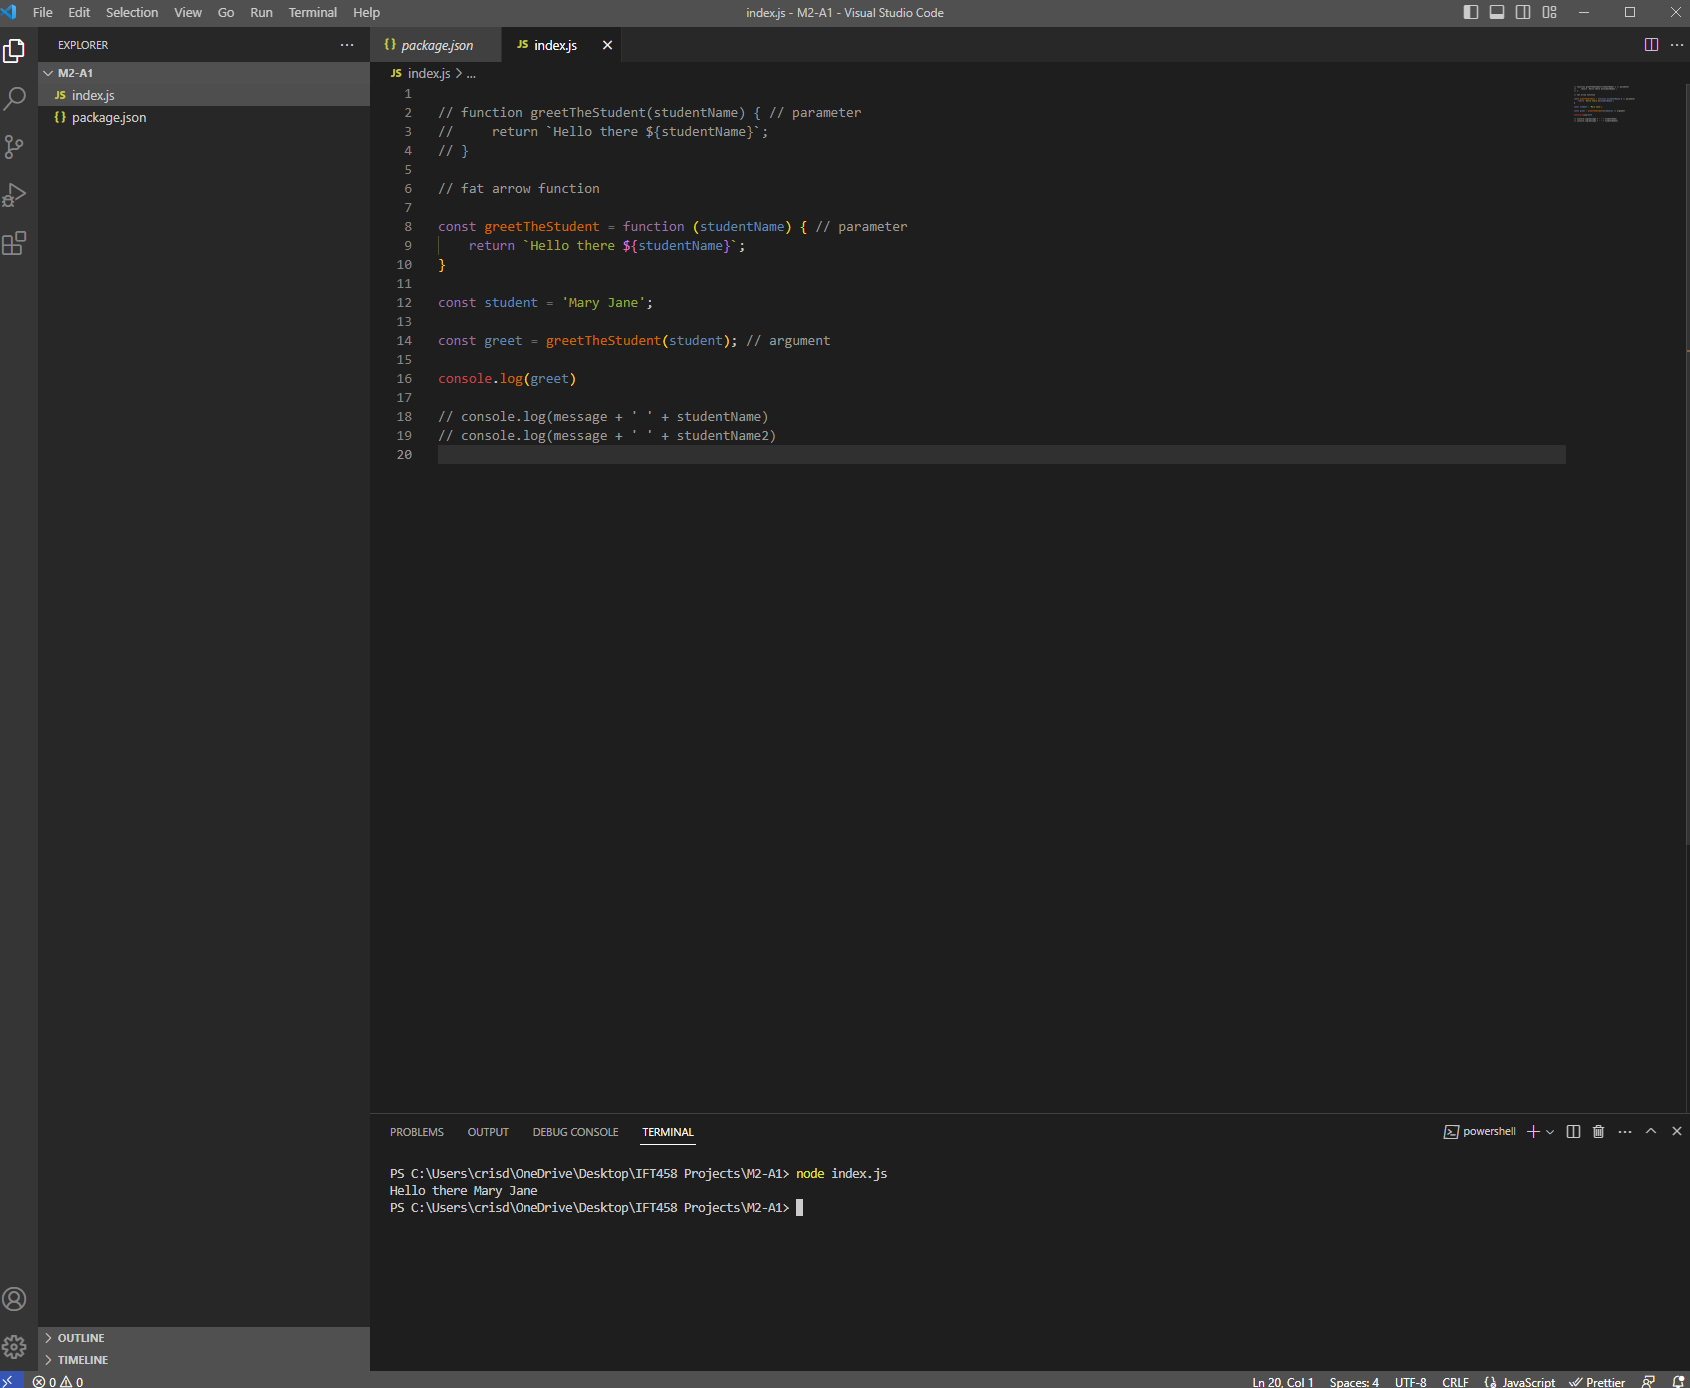 File Edit Selection View Go Run Terminal Help
index.js - M2-A1 - Visual Studio Code
EXPLORER
M2-A1
JS index.js
{} package.json
{} package.json
JS index.js
JS index.js > ...
1
2 // function greetTheStudent(studentName) { // parameter
3 //     return `Hello there ${studentName}`;
4 // }
5
6 // fat arrow function
7
8 const greetTheStudent = function (studentName) { // parameter
9     return `Hello there ${studentName}`;
10 }
11
12 const student = 'Mary Jane';
13
14 const greet = greetTheStudent(student); // argument
15
16 console.log(greet)
17
18 // console.log(message + ' ' + studentName)
19 // console.log(message + ' ' + studentName2)
20
PROBLEMS OUTPUT DEBUG CONSOLE TERMINAL
powershell
PS C:\Users\crisd\OneDrive\Desktop\IFT458 Projects\M2-A1> node index.js
Hello there Mary Jane
PS C:\Users\crisd\OneDrive\Desktop\IFT458 Projects\M2-A1>
OUTLINE
TIMELINE
0 0
Ln 20, Col 1 Spaces: 4 UTF-8 CRLF JavaScript Prettier